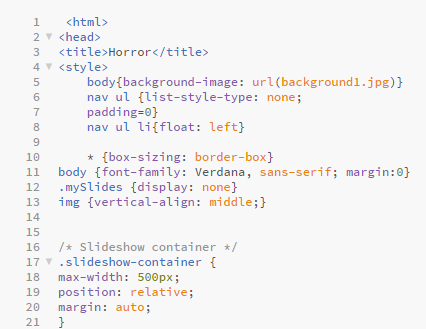 1 <html>
2 <head>
3 <title>Horror</title>
4 <style>
5 body{background-image: url(background1.jpg)}
6 nav ul {list-style-type: none;
7 padding=0}
8 nav ul li{float: left}
9
10 * {box-sizing: border-box}
11 body {font-family: Verdana, sans-serif; margin:0}
12 .mySlides {display: none}
13 img {vertical-align: middle;}
14
15
16 /* Slideshow container */
17 .slideshow-container {
18 max-width: 500px;
19 position: relative;
20 margin: auto;
21 }